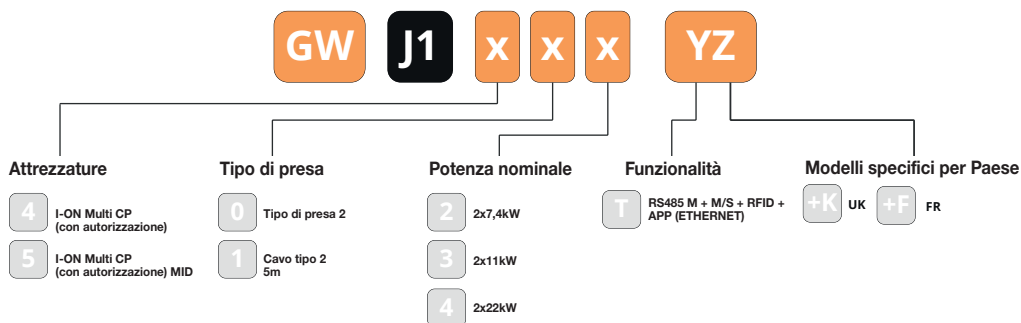 GW J1 x x x YZ
Attrezzature
4 I-ON Multi CP
(con autorizzazione)
5 I-ON Multi CP
(con autorizzazione) MID
Tipo di presa
0 Tipo di presa 2
1 Cavo tipo 2
5m
Potenza nominale
2 2x7,4kW
3 2x11kW
4 2x22kW
Funzionalità
T RS485 M + M/S + RFID +
APP (ETHERNET)
Modelli specifici per Paese
+K UK +F FR